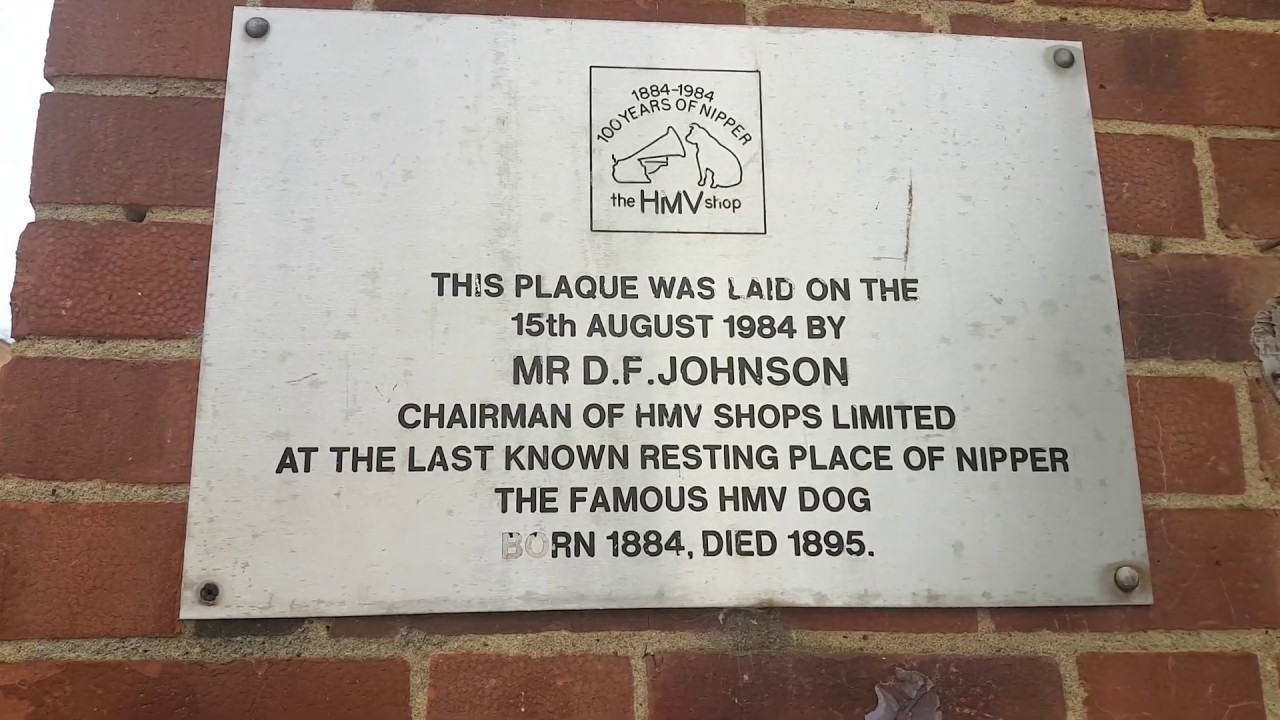 1884-1984
100 YEARS OF NIPPER
the HMV shop
THIS PLAQUE WAS LAID ON THE
15th AUGUST 1984 BY
MR D.F.JOHNSON
CHAIRMAN OF HMV SHOPS LIMITED
AT THE LAST KNOWN RESTING PLACE OF NIPPER
THE FAMOUS HMV DOG
BORN 1884, DIED 1895.